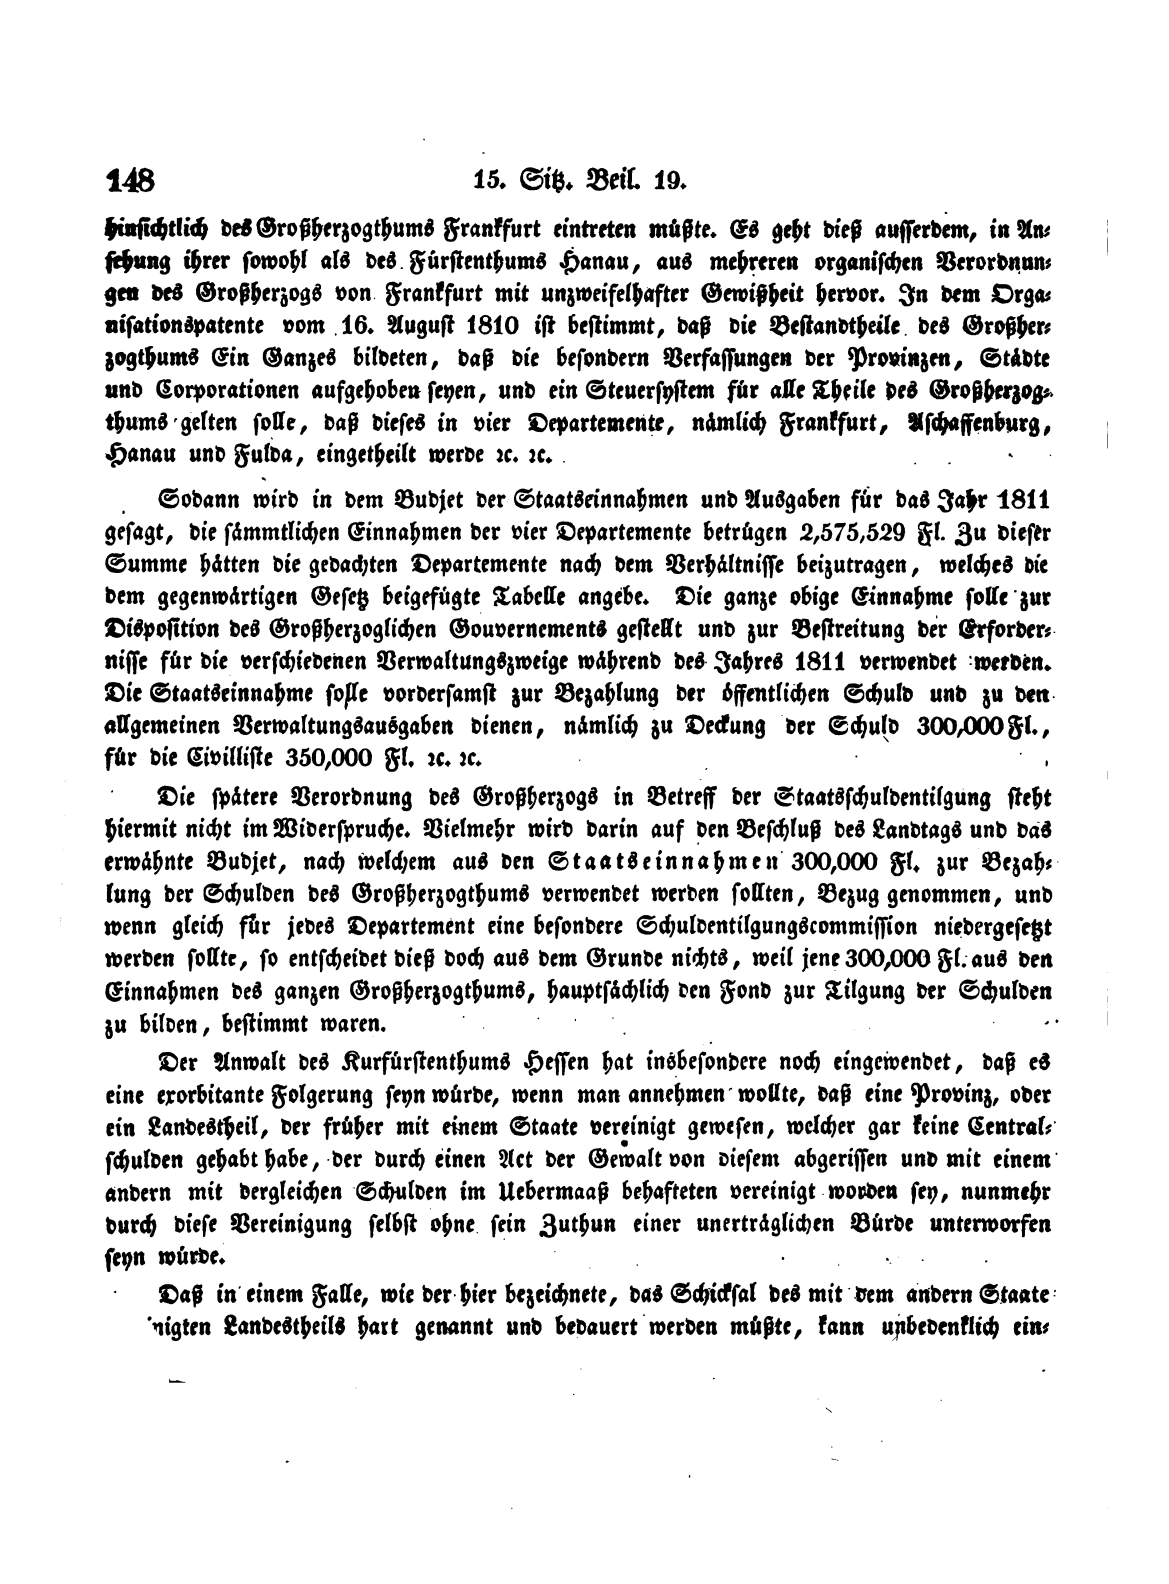 148 15. Sitz. Beil. 19.
hinsichtlich des Großherzogthums Frankfurt eintreten müßte. Es geht dieß ausserdem, in An-
sehung ihrer sowohl als des Fürstenthums Hanau, aus mehreren organischen Verordnun-
gen des Großherzogs von Frankfurt mit unzweifelhafter Gewißheit hervor. In dem Orga-
nisationspatente vom 16. August 1810 ist bestimmt, daß die Bestandtheile des Großher-
zogthums Ein Ganzes bildeten, daß die besondern Verfassungen der Provinzen, Städte
und Corporationen aufgehoben seyen, und ein Steuersystem für alle Theile des Großherzog-
thums gelten solle, daß dieses in vier Departemente, nämlich Frankfurt, Aschaffenburg,
Hanau und Fulda, eingetheilt werde ꝛc. ꝛc.
Sodann wird in dem Budjet der Staatseinnahmen und Ausgaben für das Jahr 1811
gesagt, die sämmtlichen Einnahmen der vier Departemente betrügen 2,575,529 Fl. Zu dieser
Summe hätten die gedachten Departemente nach dem Verhältnisse beizutragen, welches die
dem gegenwärtigen Gesetz beigefügte Tabelle angebe. Die ganze obige Einnahme solle zur
Disposition des Großherzoglichen Gouvernements gestellt und zur Bestreitung der Erforder-
nisse für die verschiedenen Verwaltungszweige während des Jahres 1811 verwendet werden.
Die Staatseinnahme solle vordersamst zur Bezahlung der öffentlichen Schuld und zu den
allgemeinen Verwaltungsausgaben dienen, nämlich zu Deckung der Schuld 300,000 Fl.,
für die Civilliste 350,000 Fl. ꝛc. ꝛc.
Die spätere Verordnung des Großherzogs in Betreff der Staatsschuldentilgung steht
hiermit nicht im Widerspruche. Vielmehr wird darin auf den Beschluß des Landtags und das
erwähnte Budjet, nach welchem aus den Staatseinnahmen 300,000 Fl. zur Bezah-
lung der Schulden des Großherzogthums verwendet werden sollten, Bezug genommen, und
wenn gleich für jedes Departement eine besondere Schuldentilgungscommission niedergesetzt
werden sollte, so entscheidet dieß doch aus dem Grunde nichts, weil jene 300,000 Fl. aus den
Einnahmen des ganzen Großherzogthums, hauptsächlich den Fond zur Tilgung der Schulden
zu bilden, bestimmt waren.
Der Anwalt des Kurfürstenthums Hessen hat insbesondere noch eingewendet, daß es
eine exorbitante Folgerung seyn würde, wenn man annehmen wollte, daß eine Provinz, oder
ein Landestheil, der früher mit einem Staate vereinigt gewesen, welcher gar keine Central-
schulden gehabt habe, der durch einen Act der Gewalt von diesem abgerissen und mit einem
andern mit dergleichen Schulden im Uebermaaß behafteten vereinigt worden sey, nunmehr
durch diese Vereinigung selbst ohne sein Zuthun einer unerträglichen Bürde unterworfen
seyn würde.
Daß in einem Falle, wie der hier bezeichnete, das Schicksal des mit dem andern Staate
nigten Landestheils hart genannt und bedauert werden müßte, kann unbedenklich ein-